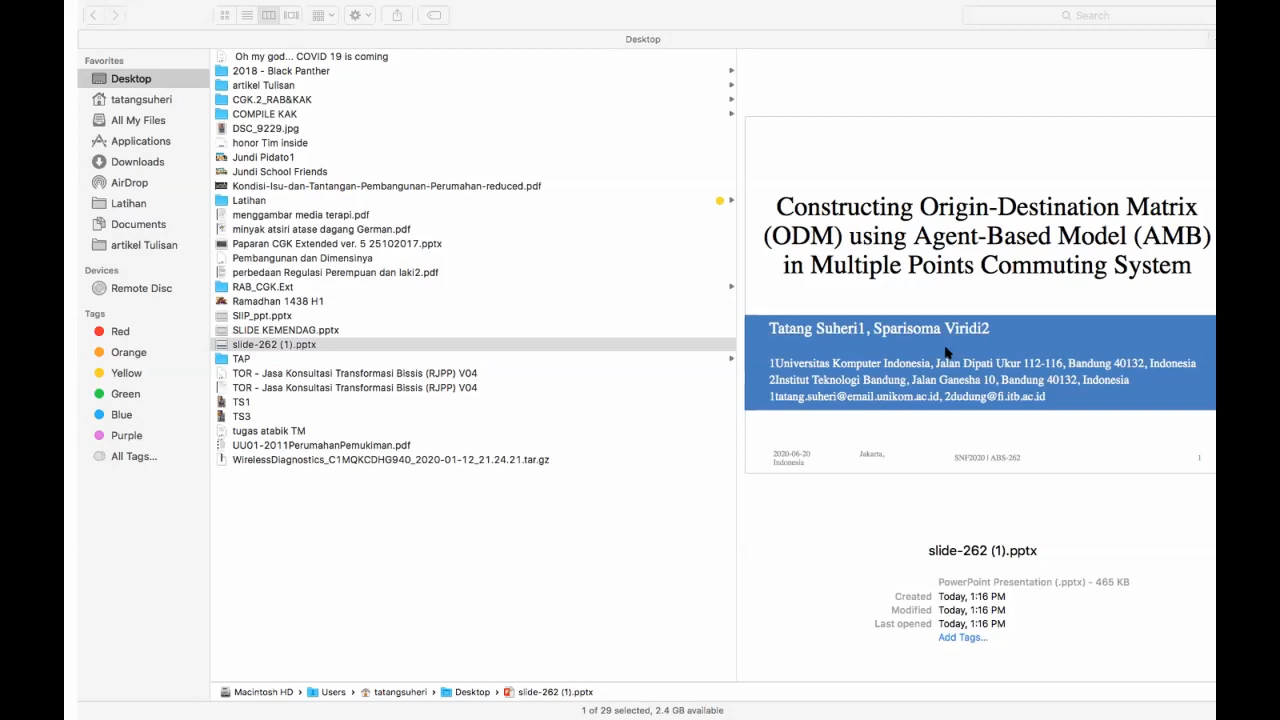 Search
Desktop
Favorites
Desktop
tatangsuheri
All My Files
Applications
Downloads
AirDrop
Latihan
Documents
artikel Tulisan
Devices
Remote Disc
Tags
Red
Orange
Yellow
Green
Blue
Purple
All Tags...
Oh my god... COVID 19 is coming
2018 - Black Panther
artikel Tulisan
CGK.2_RAB&KAK
COMPILE KAK
DSC_9229.jpg
honor Tim inside
Jundi Pidato1
Jundi School Friends
Kondisi-Isu-dan-Tantangan-Pembangunan-Perumahan-reduced.pdf
Latihan
menggambar media terapi.pdf
minyak atsiri atase dagang German.pdf
Paparan CGK Extended ver. 5 25102017.pptx
Pembangunan dan Dimensinya
perbedaan Regulasi Perempuan dan laki2.pdf
RAB_CGK.Ext
Ramadhan 1438 H1
SIIP_ppt.pptx
SLIDE KEMENDAG.pptx
slide-262 (1).pptx
TAP
TOR - Jasa Konsultasi Transformasi Bissis (RJPP) V04
TOR - Jasa Konsultasi Transformasi Bissis (RJPP) V04
TS1
TS3
tugas atabik TM
UU01-2011PerumahanPemukiman.pdf
WirelessDiagnostics_C1MQKCDHG940_2020-01-12_21.24.21.tar.gz
Constructing Origin-Destination Matrix
(ODM) using Agent-Based Model (AMB)
in Multiple Points Commuting System
Tatang Suheri1, Sparisoma Viridi2
1Universitas Komputer Indonesia, Jalan Dipati Ukur 112-116, Bandung 40132, Indonesia
2Institut Teknologi Bandung, Jalan Ganesha 10, Bandung 40132, Indonesia
1tatang.suheri@email.unikom.ac.id, 2dudung@fi.itb.ac.id
2020-06-20 Jakarta, SNF2020 | ABS-262 1
Indonesia
slide-262 (1).pptx
PowerPoint Presentation (.pptx) - 465 KB
Created Today, 1:16 PM
Modified Today, 1:16 PM
Last opened Today, 1:16 PM
Add Tags...
Macintosh HD › Users › tatangsuheri › Desktop › slide-262 (1).pptx
1 of 29 selected, 2.4 GB available